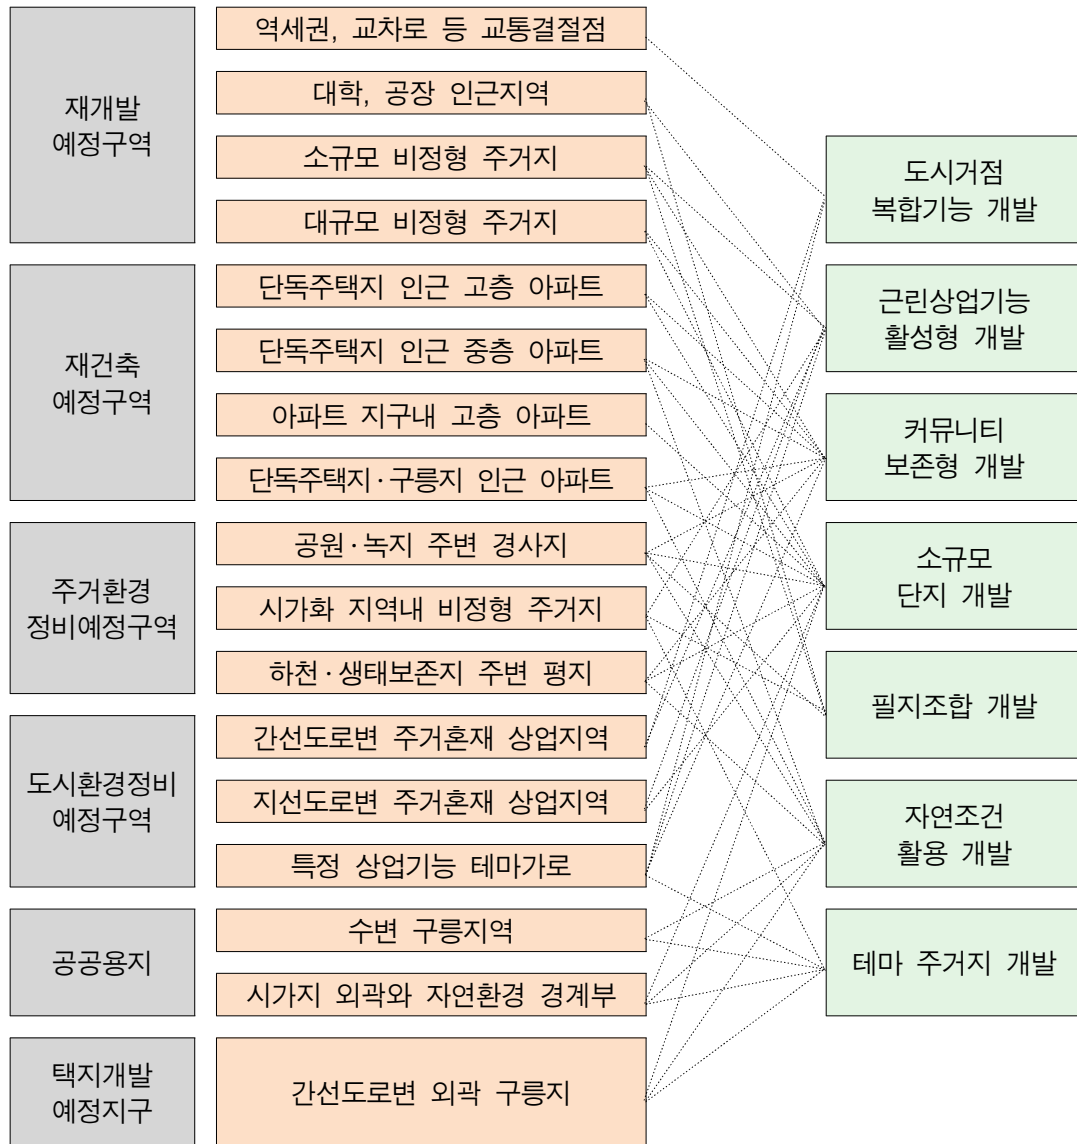 재개발
예정구역
역세권, 교차로 등 교통결절점
대학, 공장 인근지역
소규모 비정형 주거지
대규모 비정형 주거지
재건축
예정구역
단독주택지 인근 고층 아파트
단독주택지 인근 중층 아파트
아파트 지구내 고층 아파트
단독주택지·구릉지 인근 아파트
주거환경
정비예정구역
공원·녹지 주변 경사지
시가화 지역내 비정형 주거지
하천·생태보존지 주변 평지
도시환경정비
예정구역
간선도로변 주거혼재 상업지역
지선도로변 주거혼재 상업지역
특정 상업기능 테마가로
공공용지
수변 구릉지역
시가지 외곽와 자연환경 경계부
택지개발
예정지구
간선도로변 외곽 구릉지
도시거점
복합기능 개발
근린상업기능
활성형 개발
커뮤니티
보존형 개발
소규모
단지 개발
필지조합 개발
자연조건
활용 개발
테마 주거지 개발